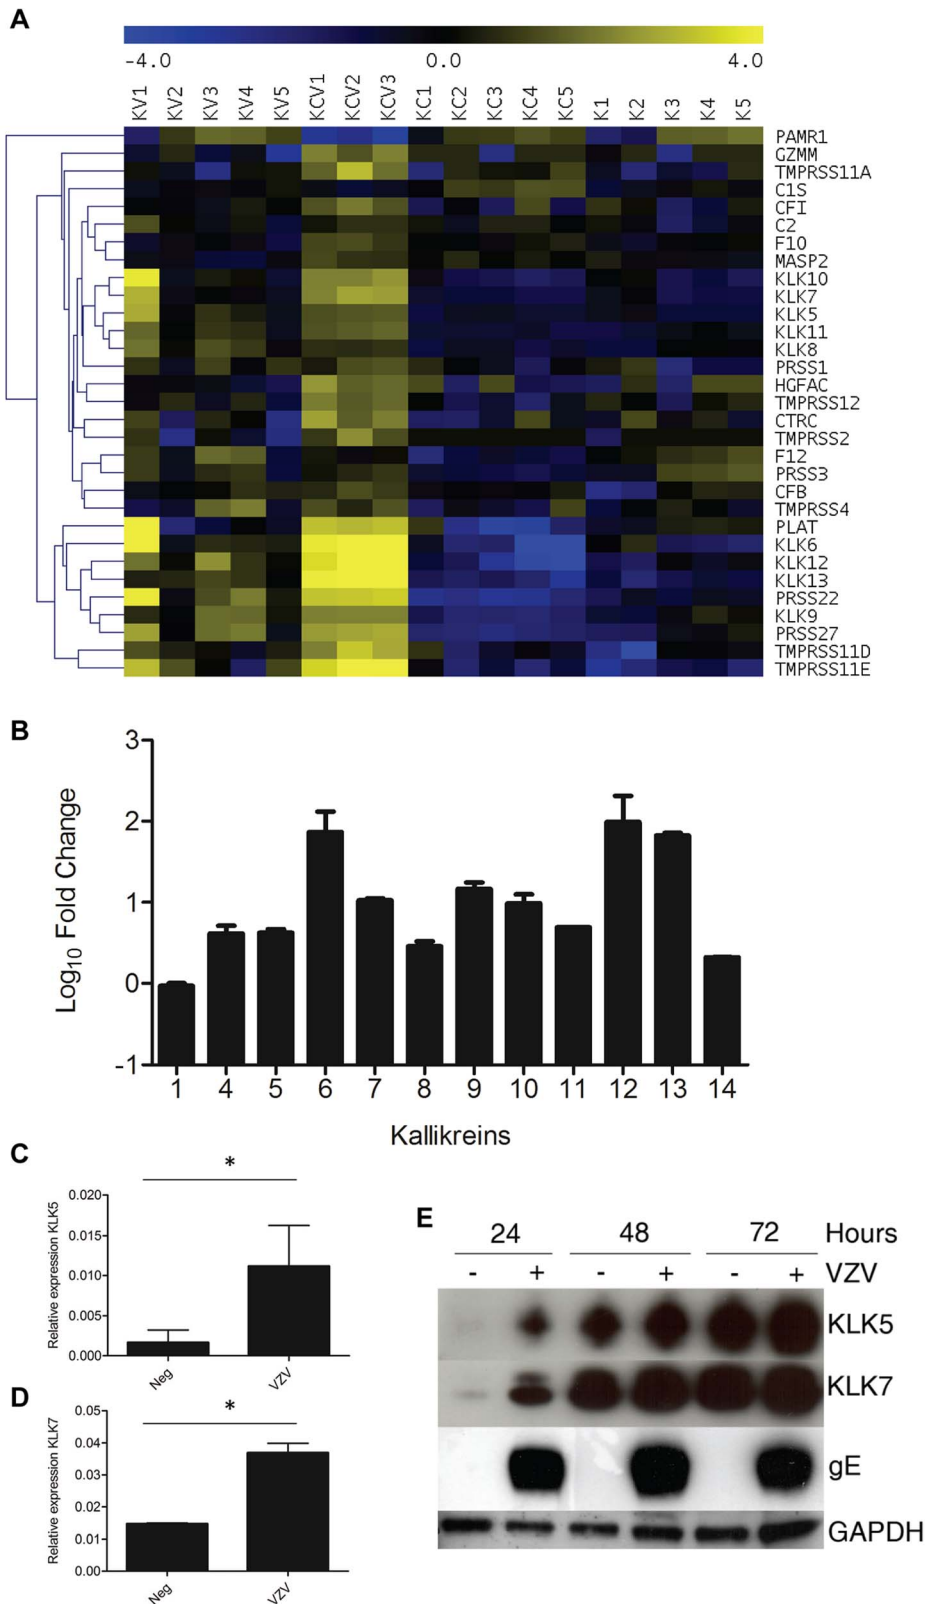 A
-4.0 0.0 4.0
KV1 KV2 KV3 KV4 KV5 KCV1 KCV2 KCV3 KC1 KC2 KC3 KC4 KC5 K1 K2 K3 K4 K5
PAMR1
GZMM
TMPRSS11A
C1S
CFI
C2
F10
MASP2
KLK10
KLK7
KLK5
KLK11
KLK8
PRSS1
HGFAC
TMPRSS12
CTRC
TMPRSS2
F12
PRSS3
CFB
TMPRSS4
PLAT
KLK6
KLK12
KLK13
PRSS22
KLK9
PRSS27
TMPRSS11D
TMPRSS11E
B
Log10 Fold Change
3
2
1
0
-1
1 4 5 6 7 8 9 10 11 12 13 14
Kallikreins
C
*
Relative expression KLK5
0.020
0.015
0.010
0.005
0.000
Neg VZV
D
*
Relative expression KLK7
0.05
0.04
0.03
0.02
0.01
0.00
Neg VZV
E
24 48 72 Hours
- + - + - + VZV
KLK5
KLK7
gE
GAPDH